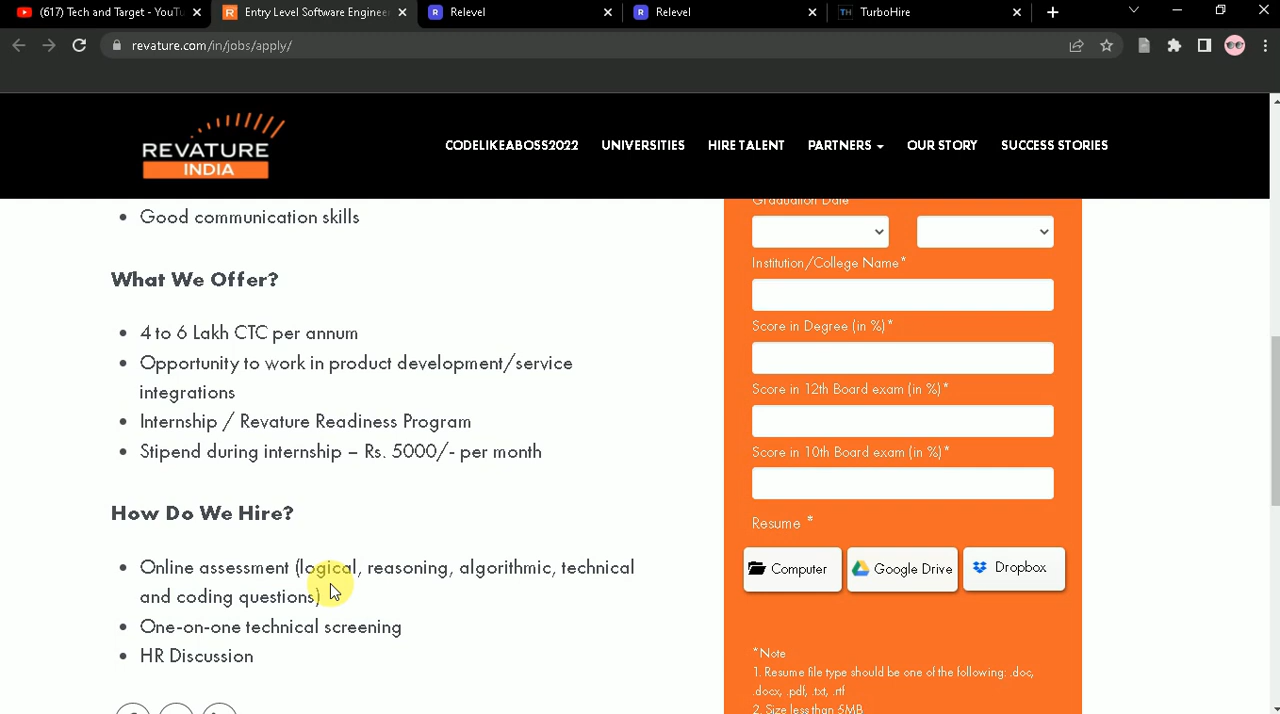 (617) Tech and Target - YouTu
Entry Level Software Enginee
Relevel
Relevel
TurboHire
revature.com/in/jobs/apply/
REVATURE
INDIA
CODELIKEABOSS2022
UNIVERSITIES
HIRE TALENT
PARTNERS
OUR STORY
SUCCESS STORIES
Good communication skills
What We Offer?
4 to 6 Lakh CTC per annum
Opportunity to work in product development/service
integrations
Internship / Revature Readiness Program
Stipend during internship – Rs. 5000/- per month
How Do We Hire?
Online assessment (logical, reasoning, algorithmic, technical
and coding questions)
One-on-one technical screening
HR Discussion
Graduation Date
Institution/College Name*
Score in Degree (in %)*
Score in 12th Board exam (in %)*
Score in 10th Board exam (in %)*
Resume *
Computer
Google Drive
Dropbox
*Note
1. Resume file type should be one of the following: .doc,
.docx, .pdf, .txt, .rtf
2. Size less than 5MB